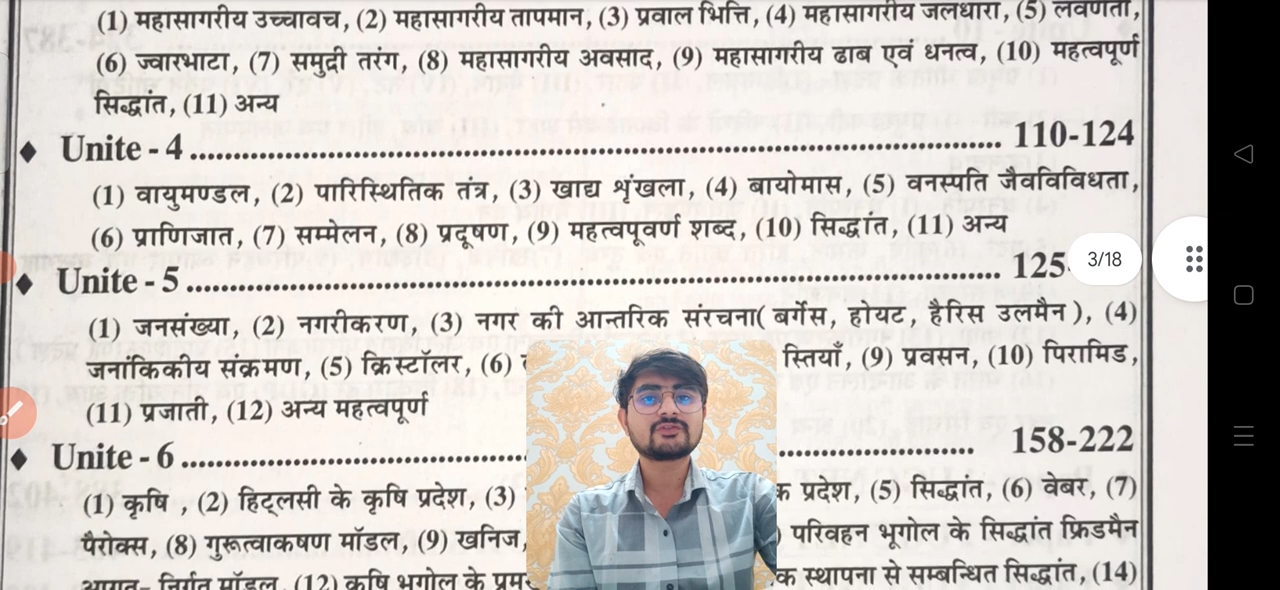 (1) महासागरीय उच्चावच, (2) महासागरीय तापमान, (3) प्रवाल भित्ति, (4) महासागरीय जलधारा, (5) लवणता,
(6) ज्वारभाटा, (7) समुद्री तरंग, (8) महासागरीय अवसाद, (9) महासागरीय ढाब एवं धनत्व, (10) महत्वपूर्ण
सिद्धांत, (11) अन्य
♦ Unite - 4 .......... 110-124
(1) वायुमण्डल, (2) पारिस्थितिक तंत्र, (3) खाद्य श्रृंखला, (4) बायोमास, (5) वनस्पति जैवविविधता,
(6) प्राणिजात, (7) सम्मेलन, (8) प्रदूषण, (9) महत्वपूवर्ण शब्द, (10) सिद्धांत, (11) अन्य
♦ Unite - 5 .......... 125
3/18
(1) जनसंख्या, (2) नगरीकरण, (3) नगर की आन्तरिक संरचना( बर्गेस, होयट, हैरिस उलमैन ), (4)
जनांकिकीय संक्रमण, (5) क्रिस्टॉलर, (6) स्तियाँ, (9) प्रवसन, (10) पिरामिड,
(11) प्रजाती, (12) अन्य महत्वपूर्ण
♦ Unite - 6 .......... 158-222
(1) कृषि , (2) हिट्लसी के कृषि प्रदेश, (3) क प्रदेश, (5) सिद्धांत, (6) वेबर, (7)
पैरोक्स, (8) गुरूत्वाकषण मॉडल, (9) खनिज, ) परिवहन भूगोल के सिद्धांत फ्रिडमैन
आगत- निर्गत मॉडल, (12) कृषि भूगोल के क स्थापना से सम्बन्धित सिद्धांत, (14)